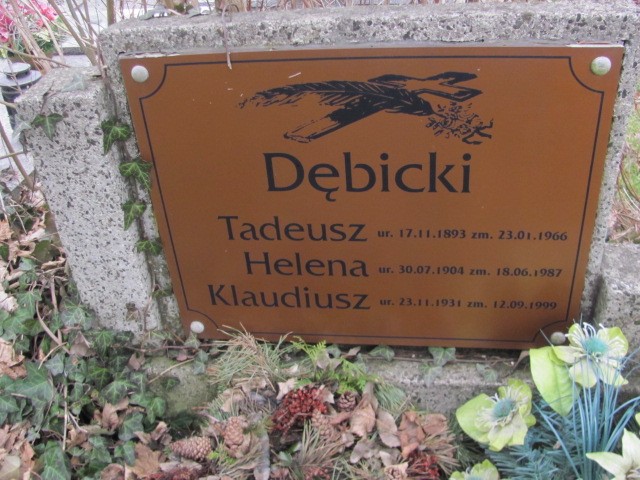 Dębicki
Tadeusz ur. 17.11.1893 zm. 23.01.1966
Helena ur. 30.07.1904 zm. 18.06.1987
Klaudiusz ur. 23.11.1931 zm. 12.09.1999